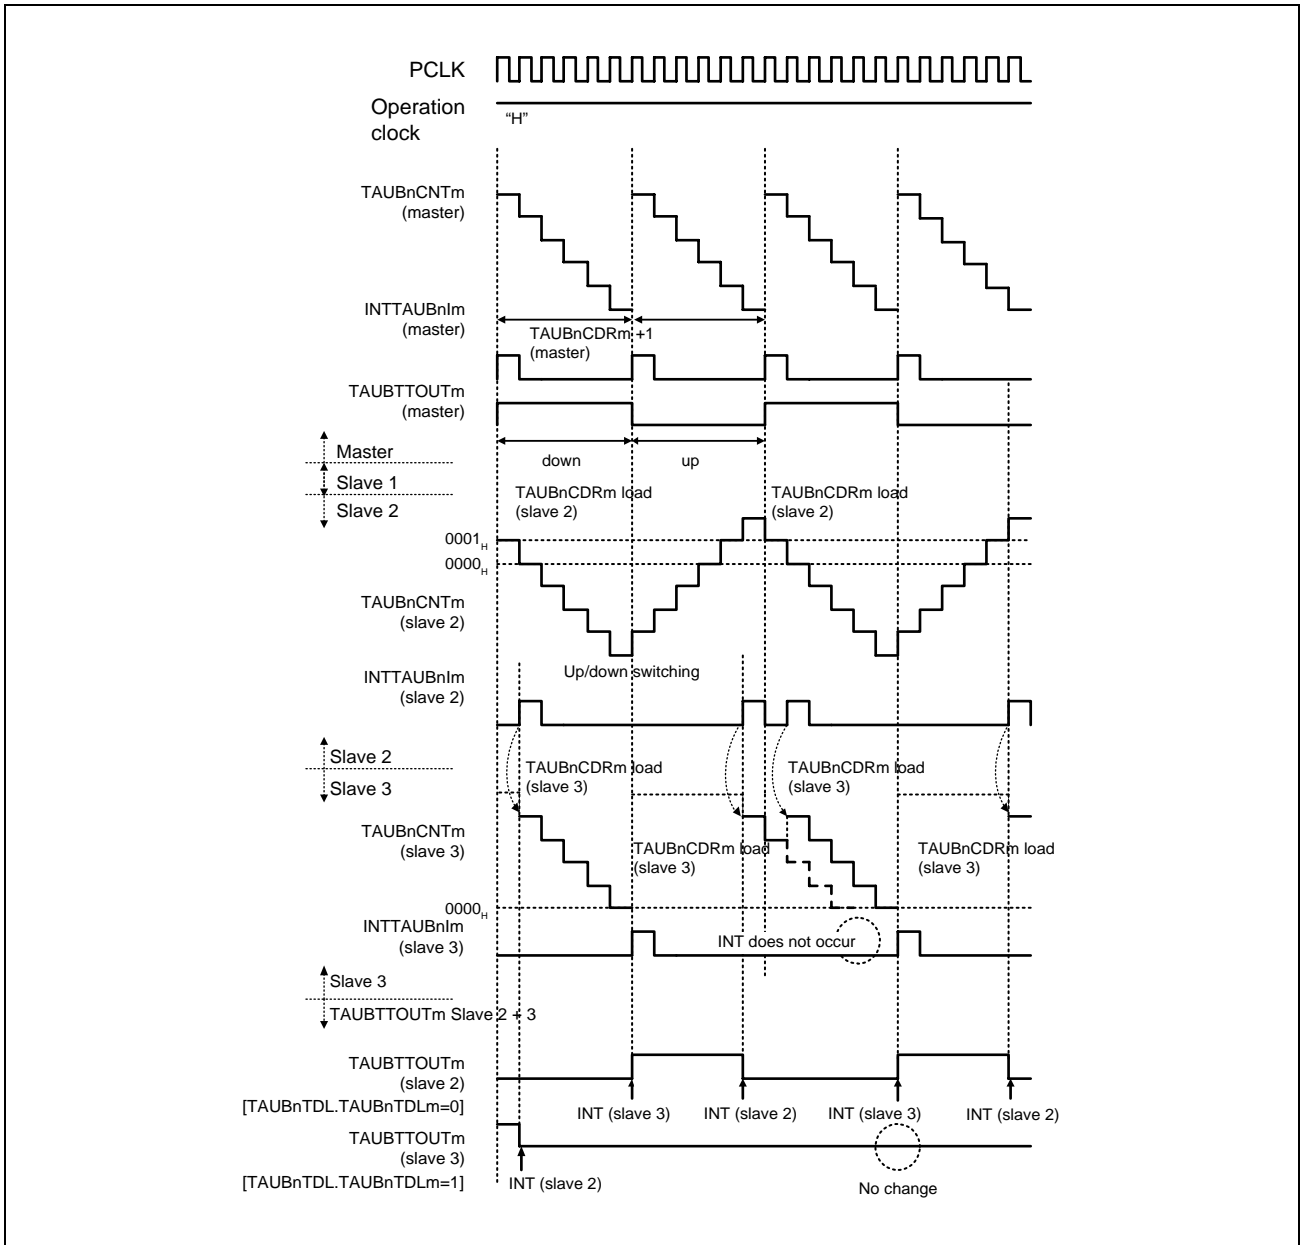 PCLK
Operation
clock
"H"
TAUBnCNTm
(master)
INTTAUBnIm
(master)
TAUBnCDRm +1
(master)
TAUBTTOUTm
(master)
Master
down
up
Slave 1
Slave 2
TAUBnCDRm load
(slave 2)
TAUBnCDRm load
(slave 2)
0001H
0000H
TAUBnCNTm
(slave 2)
Up/down switching
INTTAUBnIm
(slave 2)
Slave 2
Slave 3
TAUBnCDRm load
(slave 3)
TAUBnCDRm load
(slave 3)
TAUBnCNTm
(slave 3)
TAUBnCDRm load
(slave 3)
TAUBnCDRm load
(slave 3)
0000H
INTTAUBnIm
(slave 3)
INT does not occur
Slave 3
TAUBTTOUTm Slave 2 + 3
TAUBTTOUTm
(slave 2)
[TAUBnTDL.TAUBnTDLm=0]
INT (slave 3)
INT (slave 2)
INT (slave 3)
INT (slave 2)
TAUBTTOUTm
(slave 3)
[TAUBnTDL.TAUBnTDLm=1]
INT (slave 2)
No change